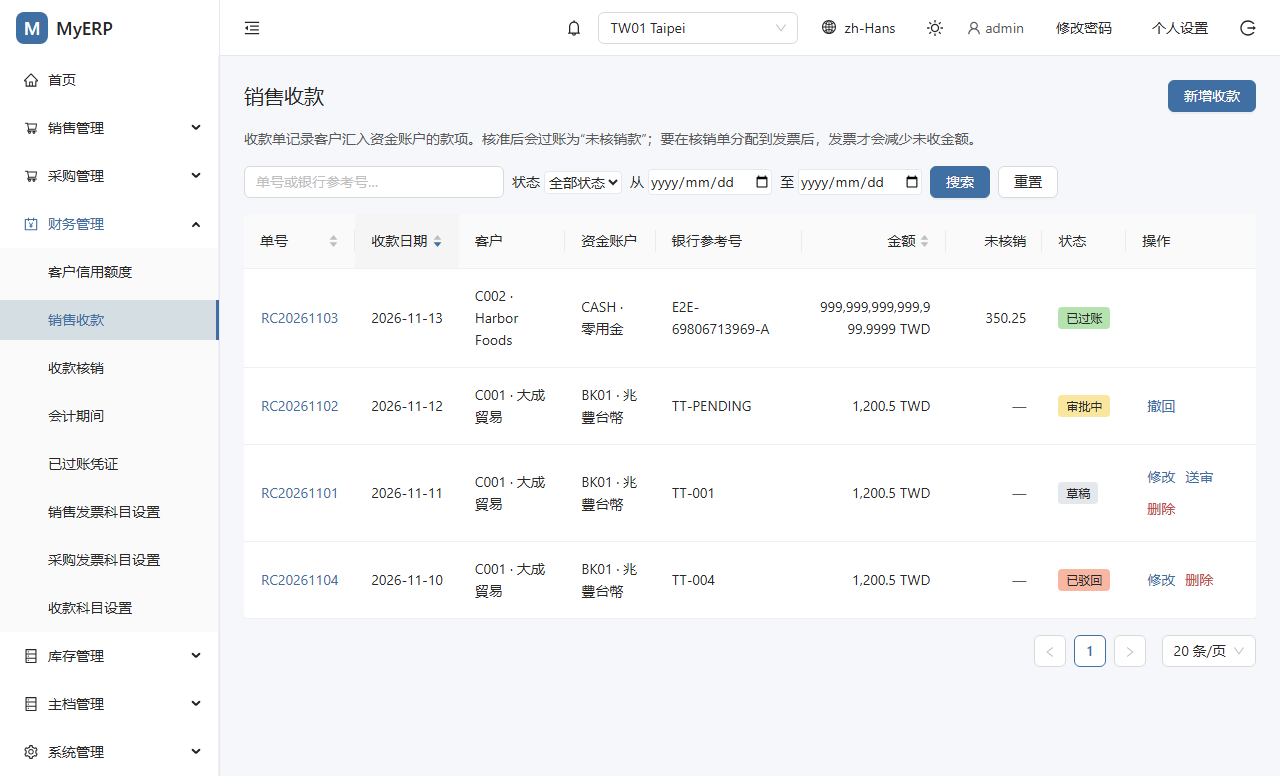 M MyERP
TW01 Taipei
zh-Hans
admin
修改密码
个人设置
首页
销售管理
采购管理
财务管理
客户信用额度
销售收款
收款核销
会计期间
已过账凭证
销售发票科目设置
采购发票科目设置
收款科目设置
库存管理
主档管理
系统管理
销售收款
新增收款
收款单记录客户汇入资金账户的款项。核准后会过账为“未核销款”；要在核销单分配到发票后，发票才会减少未收金额。
单号或银行参考号... 状态 全部状态 从 yyyy/mm/dd 至 yyyy/mm/dd 搜索 重置
单号 收款日期 客户 资金账户 银行参考号 金额 未核销 状态 操作
RC20261103 2026-11-13
C002 ·
Harbor
Foods
CASH ·
零用金
E2E-
69806713969-A
999,999,999,999,9
99.9999 TWD
350.25 已过账
RC20261102 2026-11-12
C001 · 大成
貿易
BK01 · 兆
豐台幣
TT-PENDING 1,200.5 TWD — 审批中 撤回
RC20261101 2026-11-11
C001 · 大成
貿易
BK01 · 兆
豐台幣
TT-001 1,200.5 TWD — 草稿
修改 送审
删除
RC20261104 2026-11-10
C001 · 大成
貿易
BK01 · 兆
豐台幣
TT-004 1,200.5 TWD — 已驳回 修改 删除
< 1 > 20 条/页